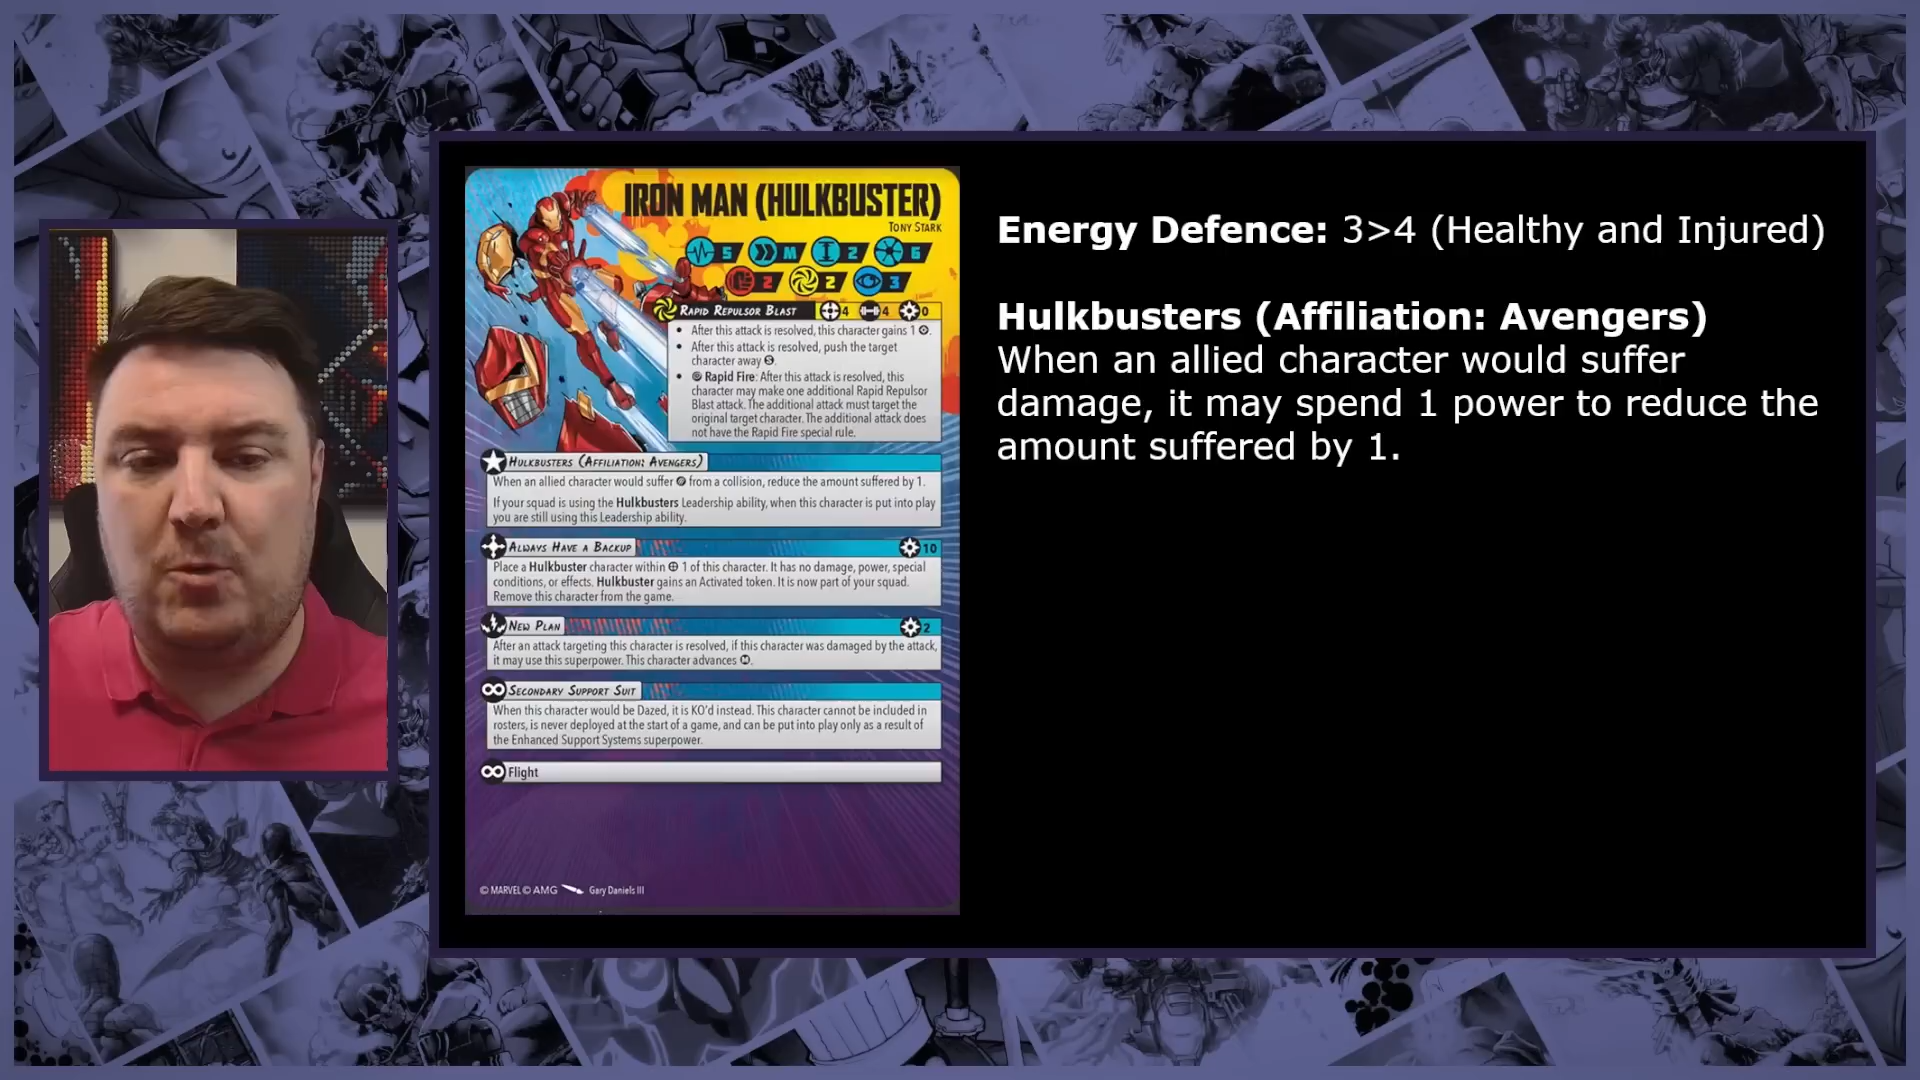 IRON MAN (HULKBUSTER)
TONY STARK
5 M 2 6
2 2 3
RAPID REPULSOR BLAST 4 4 0
• After this attack is resolved, this character gains 1 .
• After this attack is resolved, push the target
character away S.
• Rapid Fire: After this attack is resolved, this
character may make one additional Rapid Repulsor
Blast attack. The additional attack must target the
original target character. The additional attack does
not have the Rapid Fire special rule.
HULKBUSTERS (AFFILIATION: AVENGERS)
When an allied character would suffer from a collision, reduce the amount suffered by 1.
If your squad is using the Hulkbusters Leadership ability, when this character is put into play
you are still using this Leadership ability.
ALWAYS HAVE A BACKUP 10
Place a Hulkbuster character within 1 of this character. It has no damage, power, special
conditions, or effects. Hulkbuster gains an Activated token. It is now part of your squad.
Remove this character from the game.
NEW PLAN 2
After an attack targeting this character is resolved, if this character was damaged by the attack,
it may use this superpower. This character advances M.
SECONDARY SUPPORT SUIT
When this character would be Dazed, it is KO'd instead. This character cannot be included in
rosters, is never deployed at the start of a game, and can be put into play only as a result of
the Enhanced Support Systems superpower.
Flight
© MARVEL © AMG Gary Daniels III
Energy Defence: 3>4 (Healthy and Injured)
Hulkbusters (Affiliation: Avengers)
When an allied character would suffer
damage, it may spend 1 power to reduce the
amount suffered by 1.